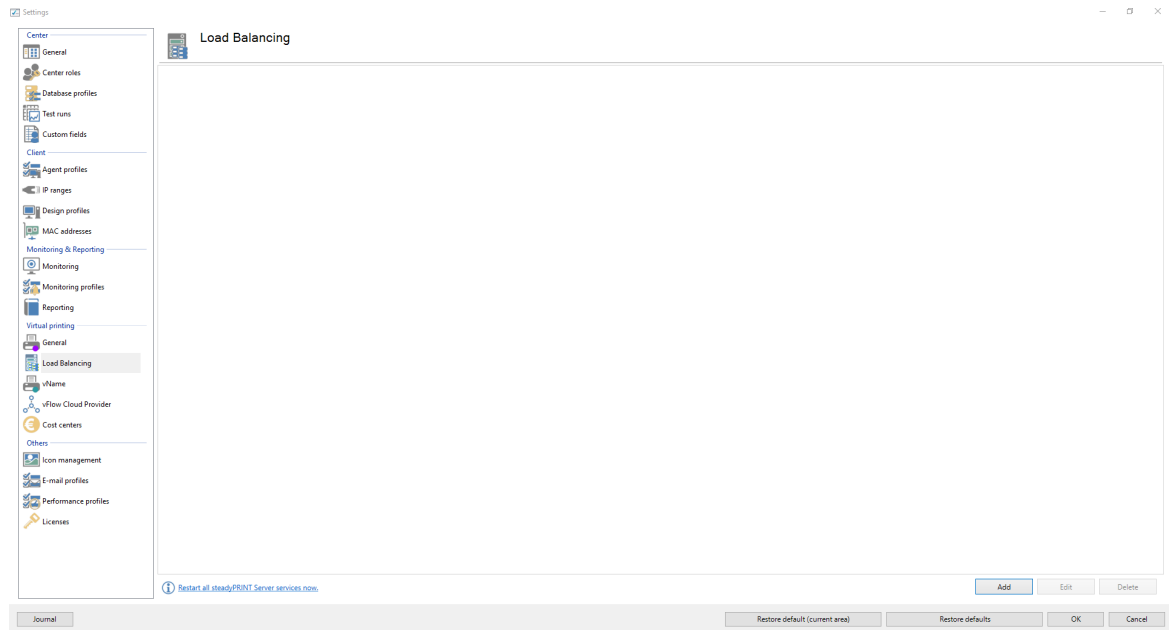 Settings
Center
General
Center roles
Database profiles
Test runs
Custom fields
Client
Agent profiles
IP ranges
Design profiles
MAC addresses
Monitoring & Reporting
Monitoring
Monitoring profiles
Reporting
Virtual printing
General
Load Balancing
vName
vFlow Cloud Provider
Cost centers
Others
Icon management
E-mail profiles
Performance profiles
Licenses
Load Balancing
Restart all steadyPRINT Server services now.
Add Edit Delete
Journal Restore default (current area) Restore defaults OK Cancel